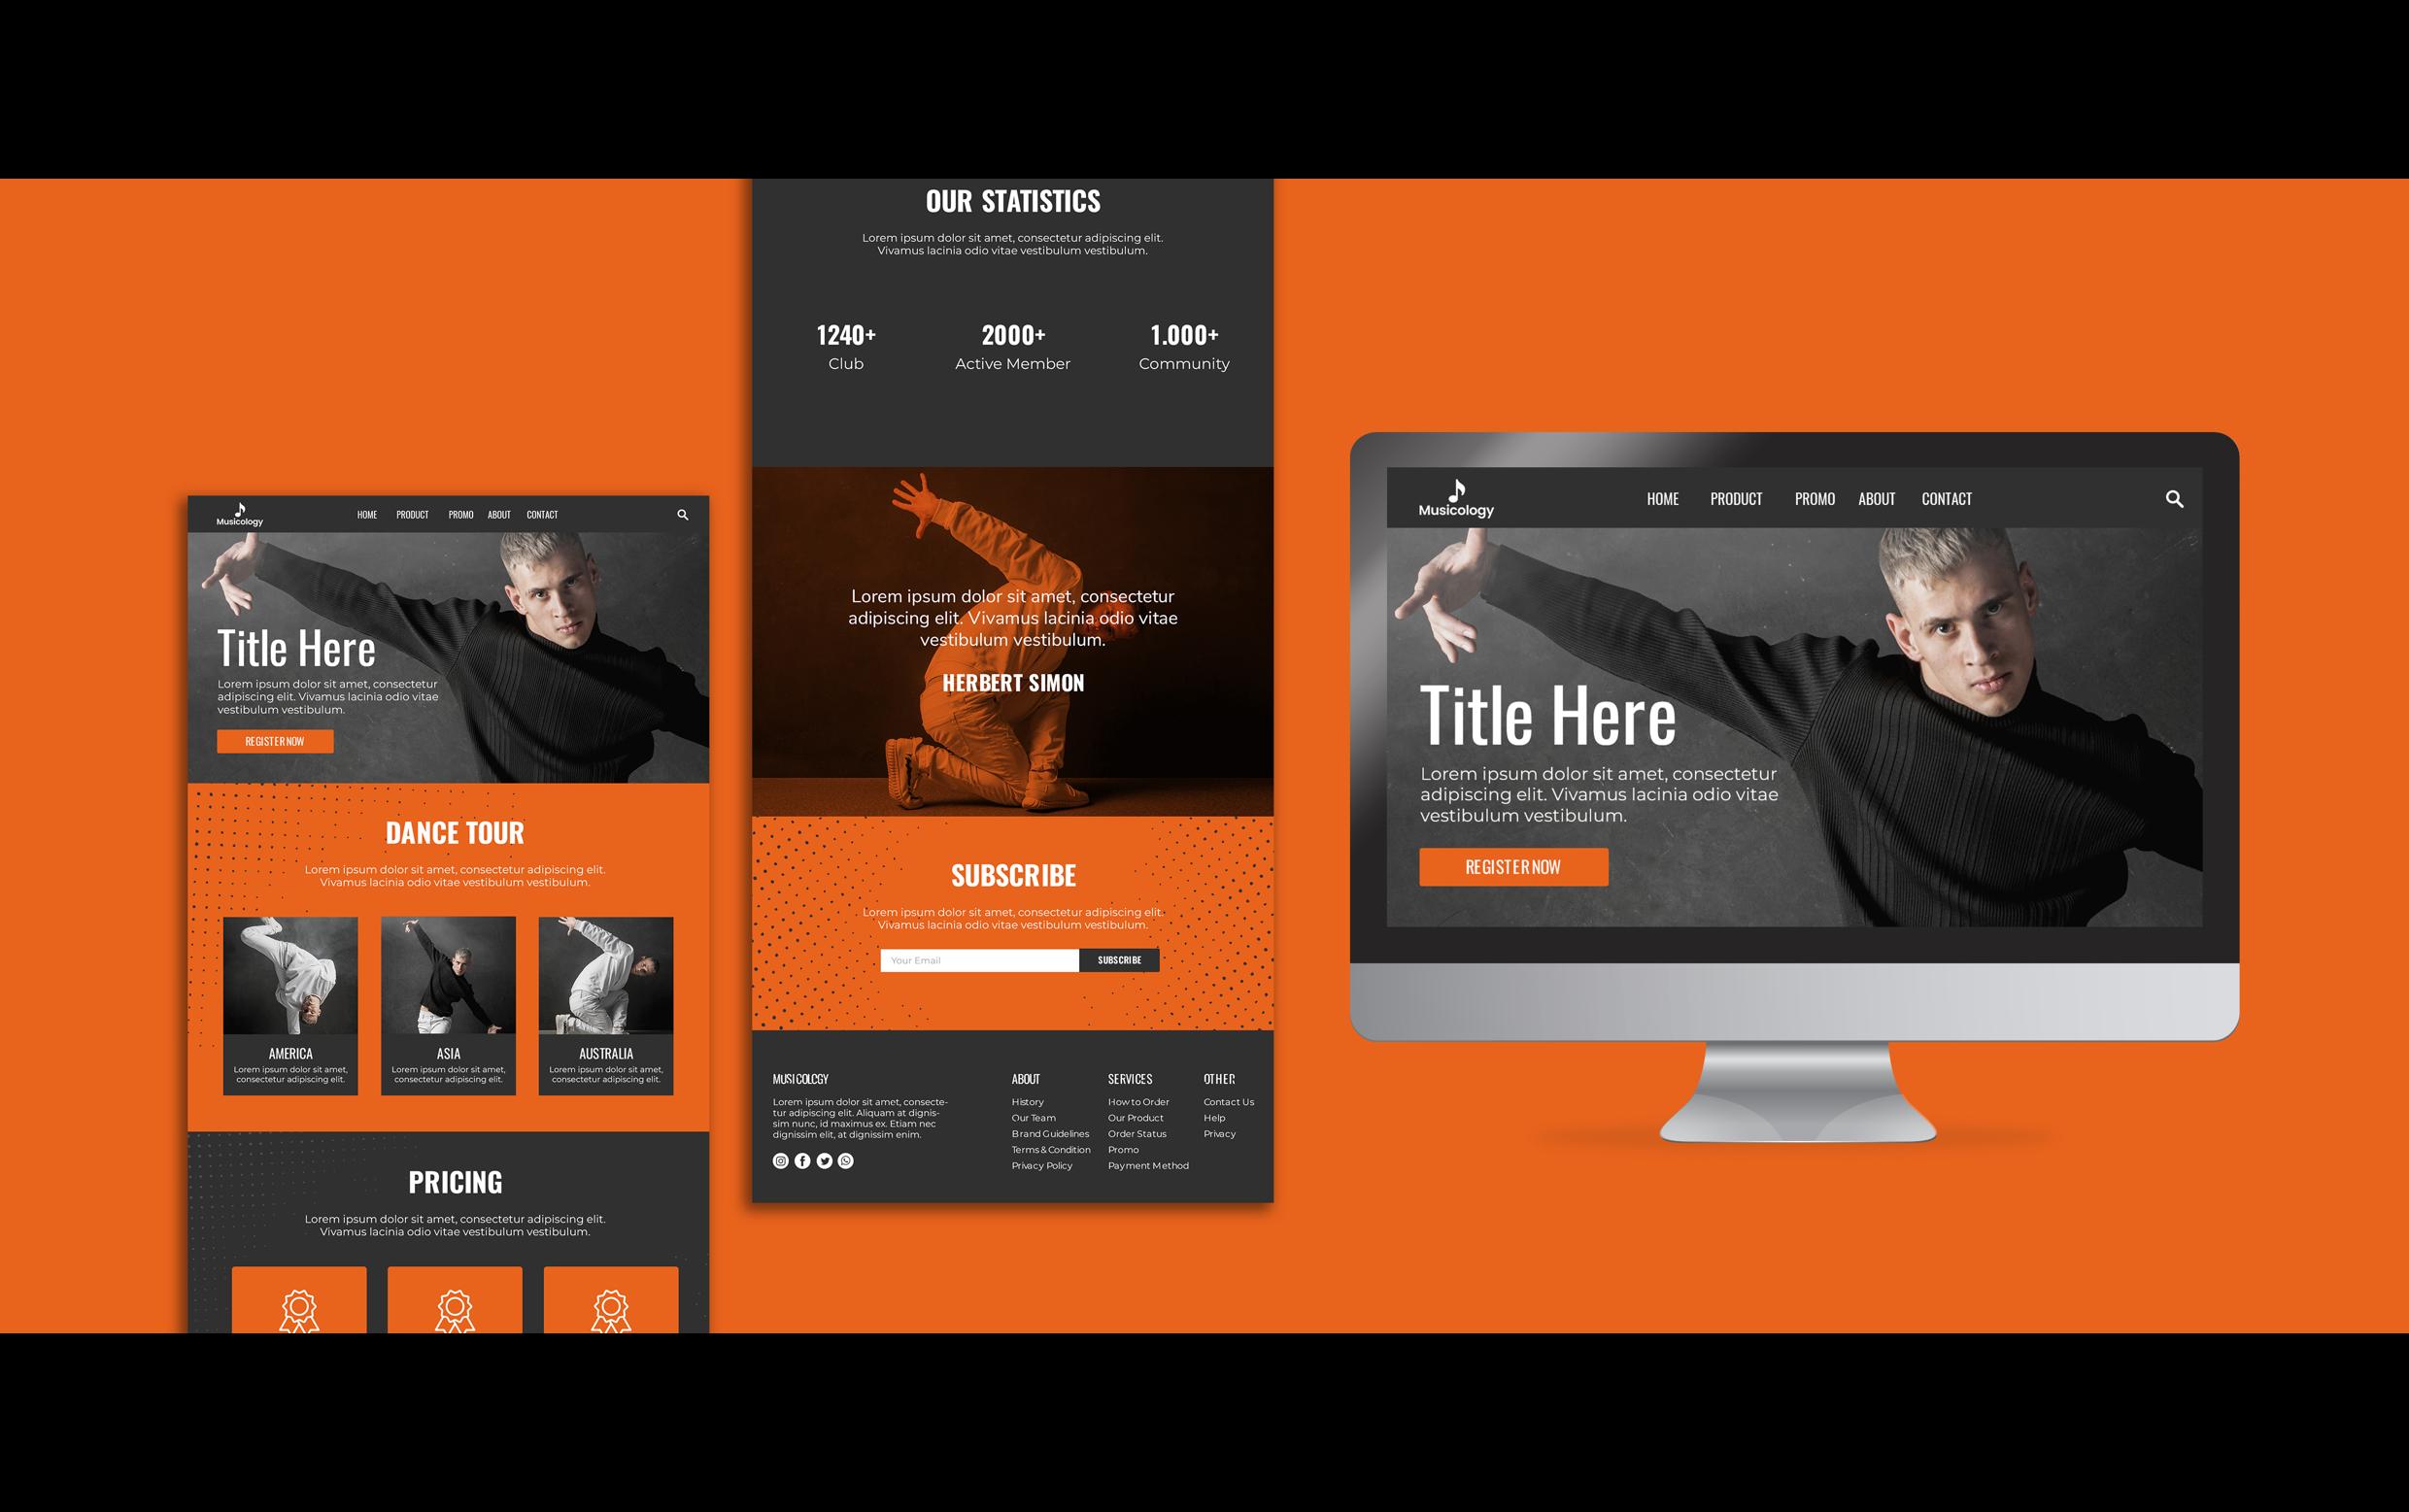 Musicology
HOME PRODUCT PROMO ABOUT CONTACT
Title Here
Lorem ipsum dolor sit amet, consectetur
adipiscing elit. Vivamus lacinia odio vitae
vestibulum vestibulum.
REGISTER NOW
DANCE TOUR
Lorem ipsum dolor sit amet, consectetur adipiscing elit.
Vivamus lacinia odio vitae vestibulum vestibulum.
AMERICA
Lorem ipsum dolor sit amet,
consectetur adipiscing elit.
ASIA
Lorem ipsum dolor sit amet,
consectetur adipiscing elit.
AUSTRALIA
Lorem ipsum dolor sit amet,
consectetur adipiscing elit.
PRICING
Lorem ipsum dolor sit amet, consectetur adipiscing elit.
Vivamus lacinia odio vitae vestibulum vestibulum.
OUR STATISTICS
Lorem ipsum dolor sit amet, consectetur adipiscing elit.
Vivamus lacinia odio vitae vestibulum vestibulum.
1240+
Club
2000+
Active Member
1.000+
Community
Lorem ipsum dolor sit amet, consectetur
adipiscing elit. Vivamus lacinia odio vitae
vestibulum vestibulum.
HERBERT SIMON
SUBSCRIBE
Lorem ipsum dolor sit amet, consectetur adipiscing elit.
Vivamus lacinia odio vitae vestibulum vestibulum.
Your Email
SUBSCRIBE
MUSICOLOGY
Lorem ipsum dolor sit amet, consecte-
tur adipiscing elit. Aliquam at dignis-
sim nunc, id maximus ex. Etiam nec
dignissim elit, at dignissim enim.
ABOUT
History
Our Team
Brand Guidelines
Terms & Condition
Privacy Policy
SERVICES
How to Order
Our Product
Order Status
Promo
Payment Method
OTHER
Contact Us
Help
Privacy
Musicology
HOME PRODUCT PROMO ABOUT CONTACT
Title Here
Lorem ipsum dolor sit amet, consectetur
adipiscing elit. Vivamus lacinia odio vitae
vestibulum vestibulum.
REGISTER NOW